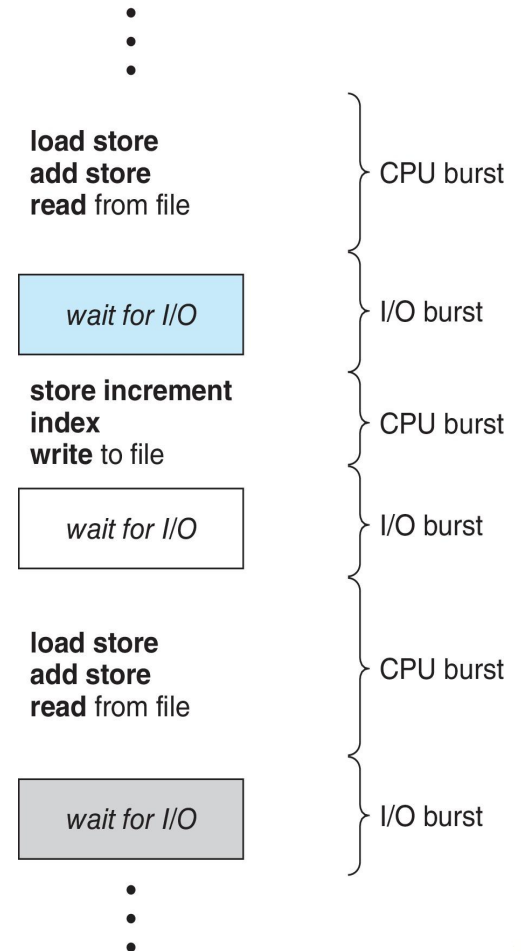 load store
add store
read from file
CPU burst
wait for I/O
I/O burst
store increment
index
write to file
CPU burst
wait for I/O
I/O burst
load store
add store
read from file
CPU burst
wait for I/O
I/O burst